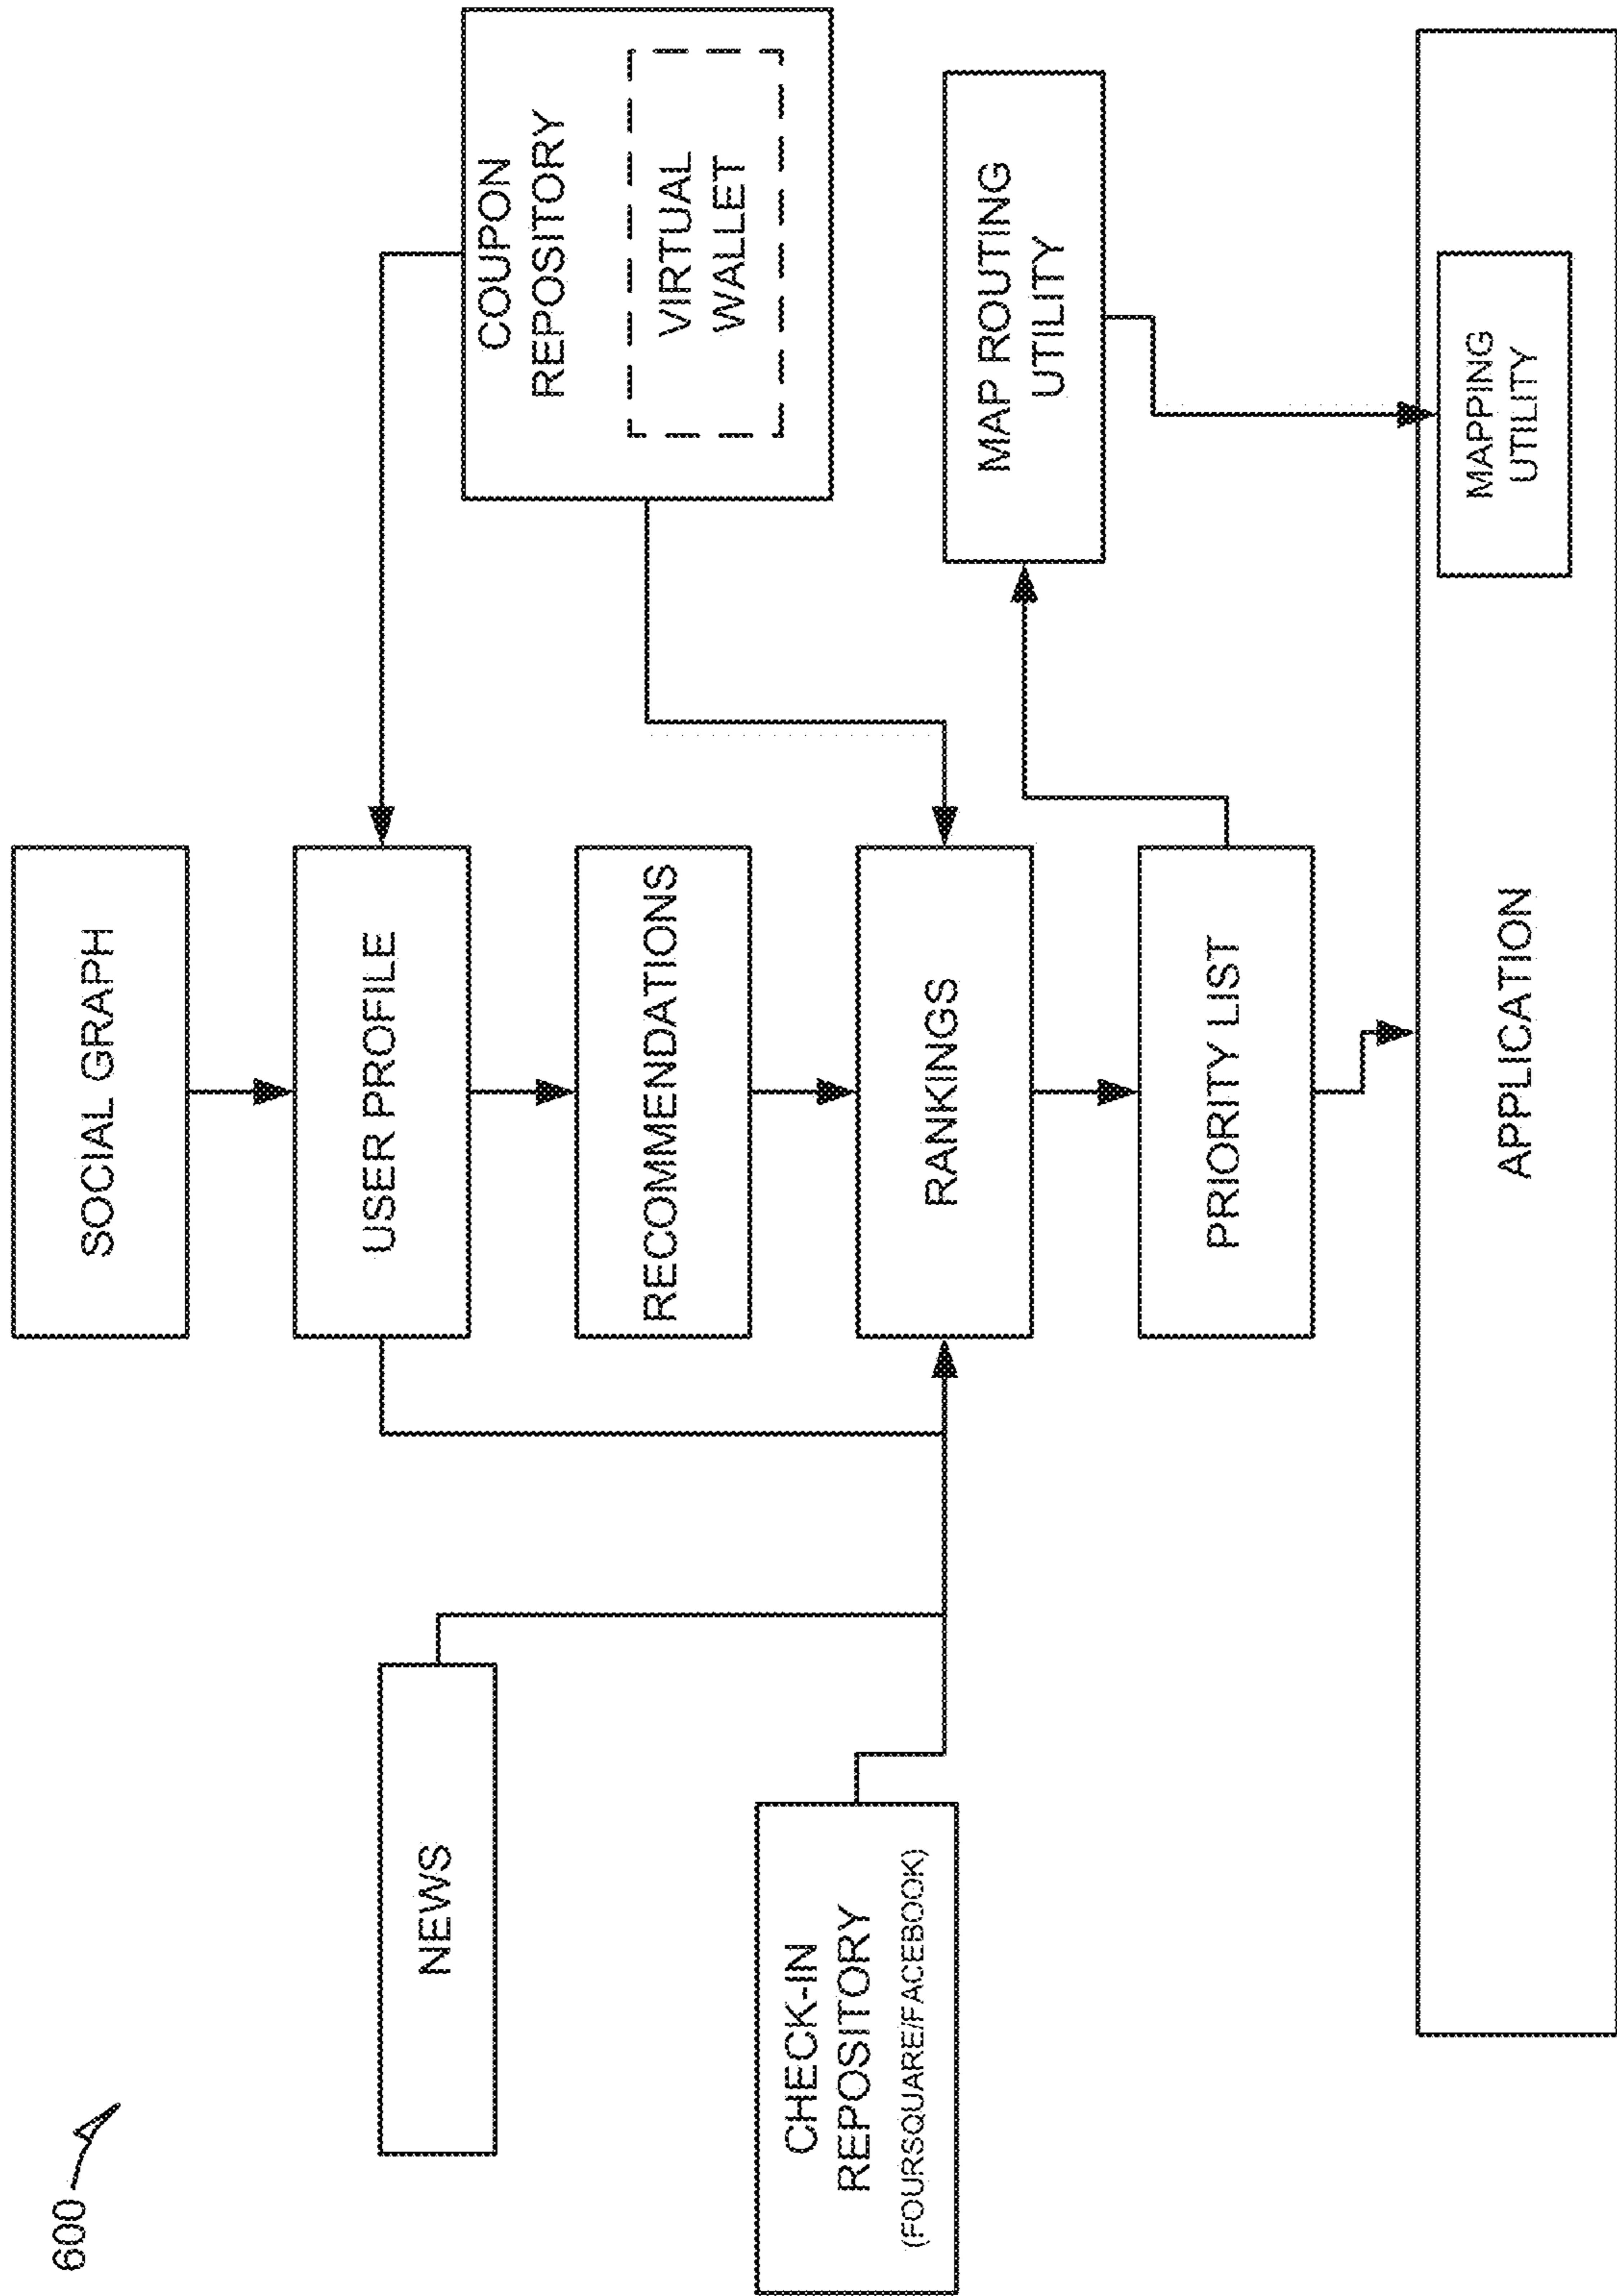 600
SOCIAL GRAPH
USER PROFILE
COUPON
REPOSITORY
VIRTUAL
WALLET
NEWS
RECOMMENDATIONS
CHECK-IN
REPOSITORY
(FOURSQUARE/FACEBOOK)
RANKINGS
MAP ROUTING
UTILITY
PRIORITY LIST
APPLICATION
MAPPING
UTILITY